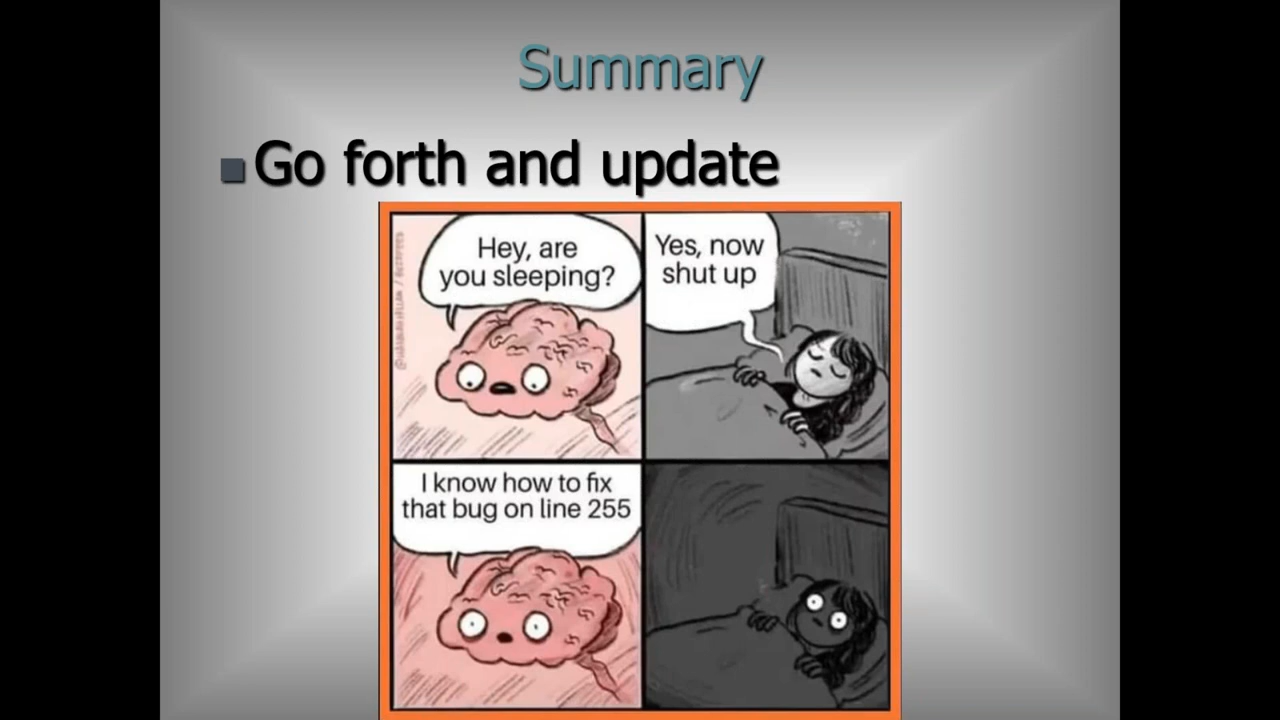 Summary
Go forth and update
Hey, are
you sleeping?
Yes, now
shut up
I know how to fix
that bug on line 255